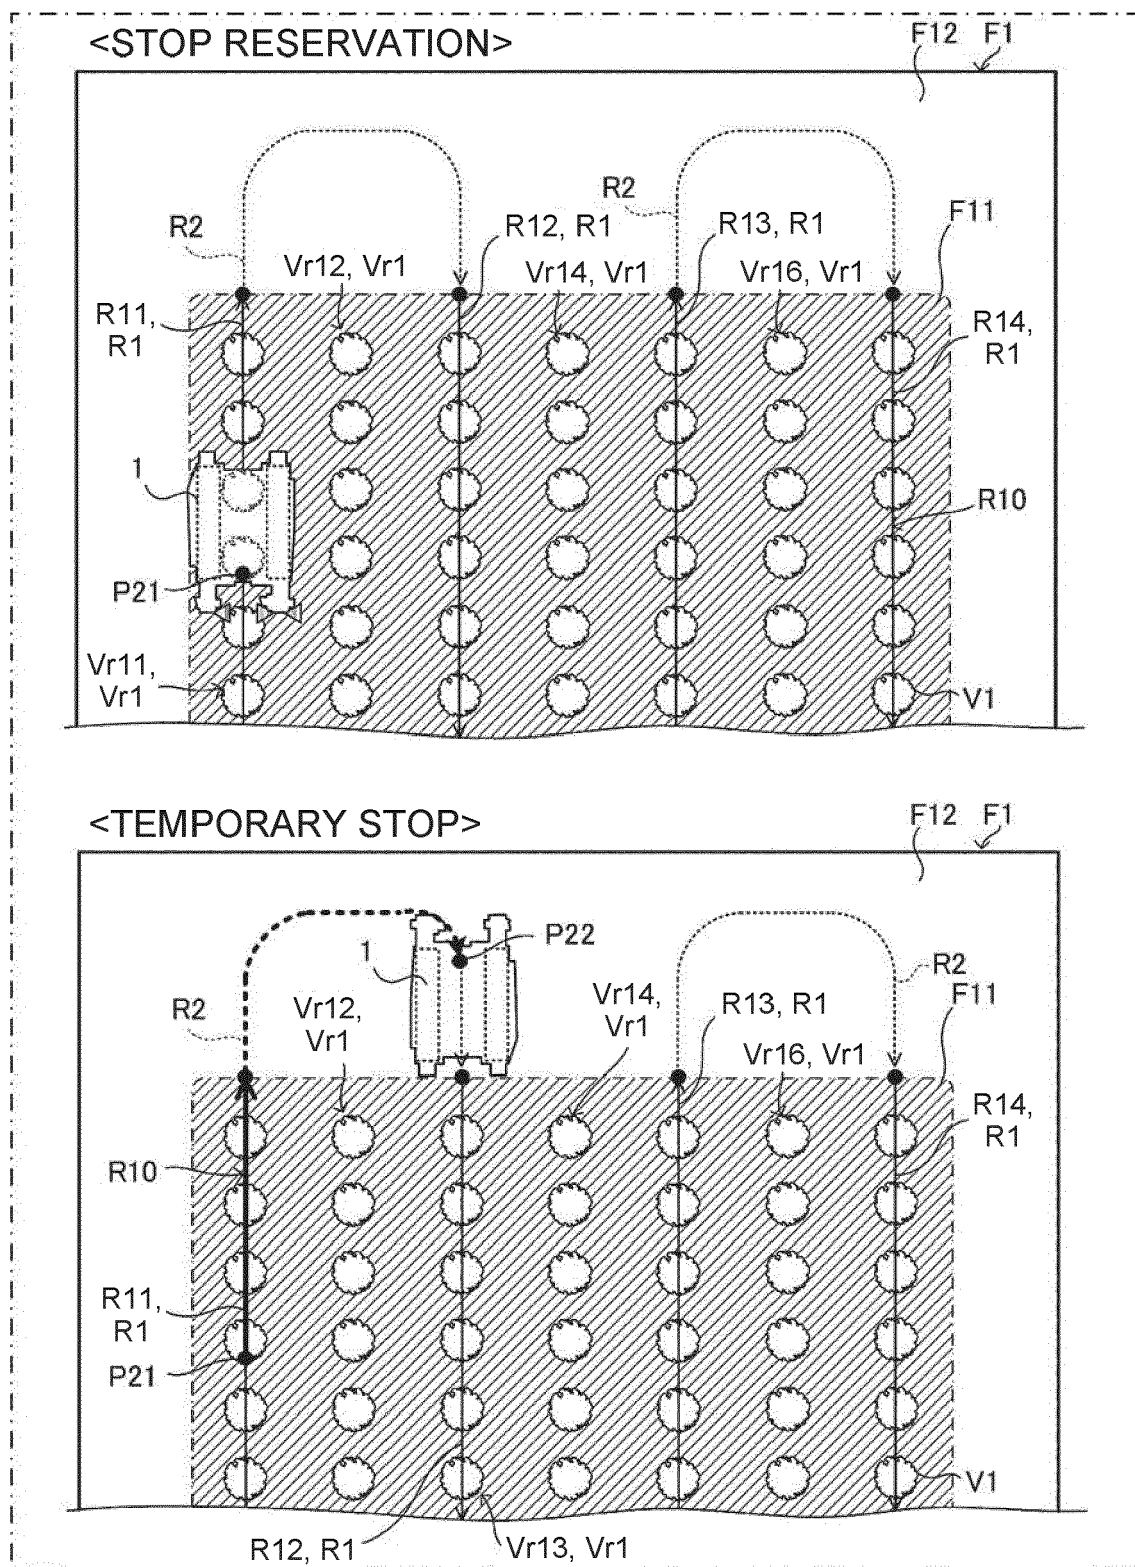 <STOP RESERVATION>
F12 F1
R2
R12, R1
R13, R1
F11
R2
Vr12, Vr1
Vr14, Vr1
Vr16, Vr1
R11,
R1
R14,
R1
1
R10
P21
Vr11,
Vr1
V1
<TEMPORARY STOP>
F12 F1
1
P22
R2
R2
Vr12,
Vr1
Vr14,
Vr1
R13, R1
F11
Vr16, Vr1
R14,
R1
R10
R11,
R1
P21
V1
R12, R1
Vr13, Vr1